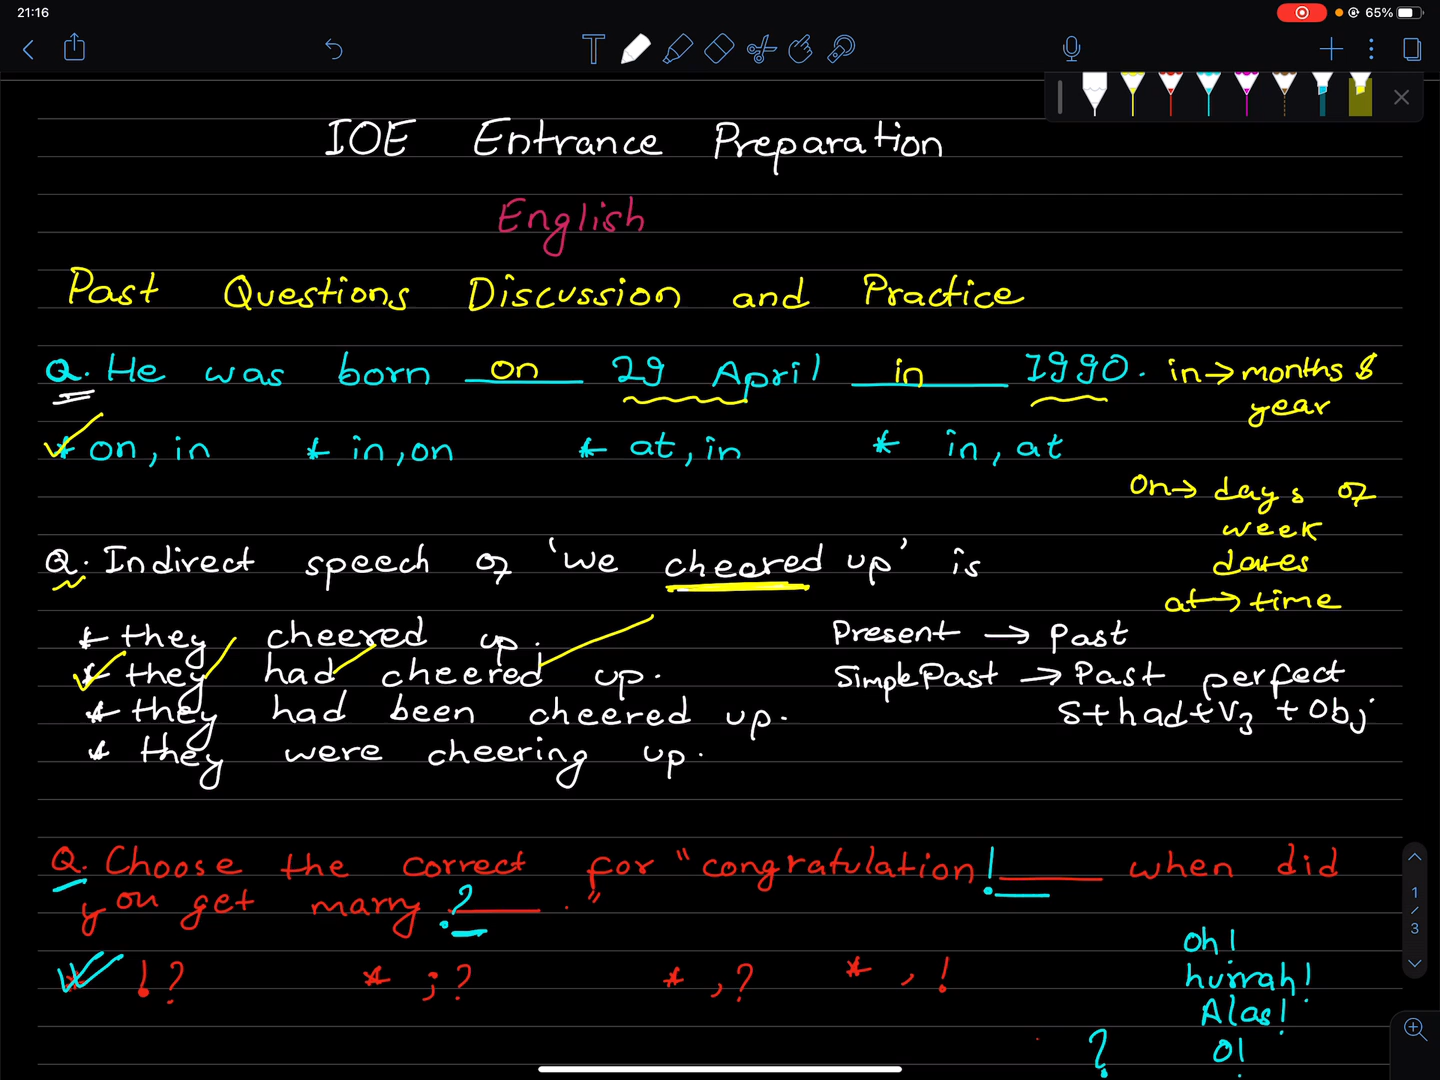 21:16
65%
IOE Entrance Preparation
English
Past Questions Discussion and Practice
Q. He was born on 29 April in 1990. in → months &
year
* on, in * in, on * at, in * in, at
On → days of
week
dates
at → time
Q. Indirect speech of 'we cheered up' is
* they cheered up.
* they had cheered up.
* they had been cheered up.
* they were cheering up.
Present → Past
Simple Past → Past perfect
S + had + V3 + Obj
Q. Choose the correct for "congratulation! when did
you get marry ? ."
* !? * ;? * ,? * , !
Oh!
hurrah!
Alas!
O!
?
1
/
3